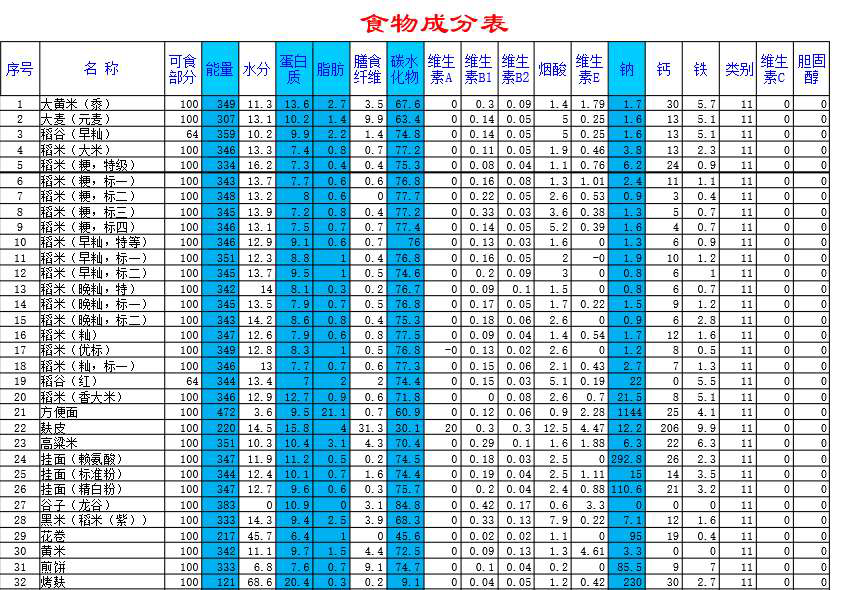 食物成分表
序号 名 称 可食部分 能量 水分 蛋白质 脂肪 膳食纤维 碳水化物 维生素A 维生素B1 维生素B2 烟酸 维生素E 钠 钙 铁 类别 维生素C 胆固醇
1 大黄米（黍） 100 349 11.3 13.6 2.7 3.5 67.6 0 0.3 0.09 1.4 1.79 1.7 30 5.7 11 0 0
2 大麦（元麦） 100 307 13.1 10.2 1.4 9.9 63.4 0 0.14 0.05 5 0.25 1.6 13 5.1 11 0 0
3 稻谷（早籼） 64 359 10.2 9.9 2.2 1.4 74.8 0 0.14 0.05 5 0.25 1.6 13 5.1 11 0 0
4 稻米（大米） 100 346 13.3 7.4 0.8 0.7 77.2 0 0.11 0.05 1.9 0.46 3.8 13 2.3 11 0 0
5 稻米（粳，特级） 100 334 16.2 7.3 0.4 0.4 75.3 0 0.08 0.04 1.1 0.76 6.2 24 0.9 11 0 0
6 稻米（粳，标一） 100 343 13.7 7.7 0.6 0.6 76.8 0 0.16 0.08 1.3 1.01 2.4 11 1.1 11 0 0
7 稻米（粳，标二） 100 348 13.2 8 0.6 0 77.7 0 0.22 0.05 2.6 0.53 0.9 3 0.4 11 0 0
8 稻米（粳，标三） 100 345 13.9 7.2 0.8 0.4 77.2 0 0.33 0.03 3.6 0.38 1.3 5 0.7 11 0 0
9 稻米（粳，标四） 100 346 13.1 7.5 0.7 0.7 77.4 0 0.14 0.05 5.2 0.39 1.6 4 0.7 11 0 0
10 稻米（早籼，特等） 100 346 12.9 9.1 0.6 0.7 76 0 0.13 0.03 1.6 0 1.3 6 0.9 11 0 0
11 稻米（早籼，标一） 100 351 12.3 8.8 1 0.4 76.8 0 0.16 0.05 2 -0 1.9 10 1.2 11 0 0
12 稻米（早籼，标二） 100 345 13.7 9.5 1 0.5 74.6 0 0.2 0.09 3 0 0.8 6 1 11 0 0
13 稻米（晚籼，特） 100 342 14 8.1 0.3 0.2 76.7 0 0.09 0.1 1.5 0 0.8 6 0.7 11 0 0
14 稻米（晚籼，标一） 100 345 13.5 7.9 0.7 0.5 76.8 0 0.17 0.05 1.7 0.22 1.5 9 1.2 11 0 0
15 稻米（晚籼，标二） 100 343 14.2 8.6 0.8 0.4 75.3 0 0.18 0.06 2.6 0 0.9 6 2.8 11 0 0
16 稻米（籼） 100 347 12.6 7.9 0.6 0.8 77.5 0 0.09 0.04 1.4 0.54 1.7 12 1.6 11 0 0
17 稻米（优标） 100 349 12.8 8.3 1 0.5 76.8 -0 0.13 0.02 2.6 0 1.2 8 0.5 11 0 0
18 稻米（籼，标一） 100 346 13 7.7 0.7 0.6 77.3 0 0.15 0.06 2.1 0.43 2.7 7 1.3 11 0 0
19 稻谷（红） 64 344 13.4 7 2 2 74.4 0 0.15 0.03 5.1 0.19 22 0 5.5 11 0 0
20 稻米（香大米） 100 346 12.9 12.7 0.9 0.6 71.8 0 0 0.08 2.6 0.7 21.5 8 5.1 11 0 0
21 方便面 100 472 3.6 9.5 21.1 0.7 60.9 0 0.12 0.06 0.9 2.28 1144 25 4.1 11 0 0
22 麸皮 100 220 14.5 15.8 4 31.3 30.1 20 0.3 0.3 12.5 4.47 12.2 206 9.9 11 0 0
23 高粱米 100 351 10.3 10.4 3.1 4.3 70.4 0 0.29 0.1 1.6 1.88 6.3 22 6.3 11 0 0
24 挂面（赖氨酸） 100 347 11.9 11.2 0.5 0.2 74.5 0 0.18 0.03 2.5 0 292.8 26 2.3 11 0 0
25 挂面（标准粉） 100 344 12.4 10.1 0.7 1.6 74.4 0 0.19 0.04 2.5 1.11 15 14 3.5 11 0 0
26 挂面（精白粉） 100 347 12.7 9.6 0.6 0.3 75.7 0 0.2 0.04 2.4 0.88 110.6 21 3.2 11 0 0
27 谷子（龙谷） 100 383 0 10.9 0 3.1 84.8 0 0.42 0.17 0.6 3.3 0 0 0 11 0 0
28 黑米（稻米（紫）） 100 333 14.3 9.4 2.5 3.9 68.3 0 0.33 0.13 7.9 0.22 7.1 12 1.6 11 0 0
29 花卷 100 217 45.7 6.4 1 0 45.6 0 0.02 0.02 1.1 0 95 19 0.4 11 0 0
30 黄米 100 342 11.1 9.7 1.5 4.4 72.5 0 0.09 0.13 1.3 4.61 3.3 0 0 11 0 0
31 煎饼 100 333 6.8 7.6 0.7 9.1 74.7 0 0.1 0.04 0.2 0 85.5 9 7 11 0 0
32 烤麸 100 121 68.6 20.4 0.3 0.2 9.1 0 0.04 0.05 1.2 0.42 230 30 2.7 11 0 0